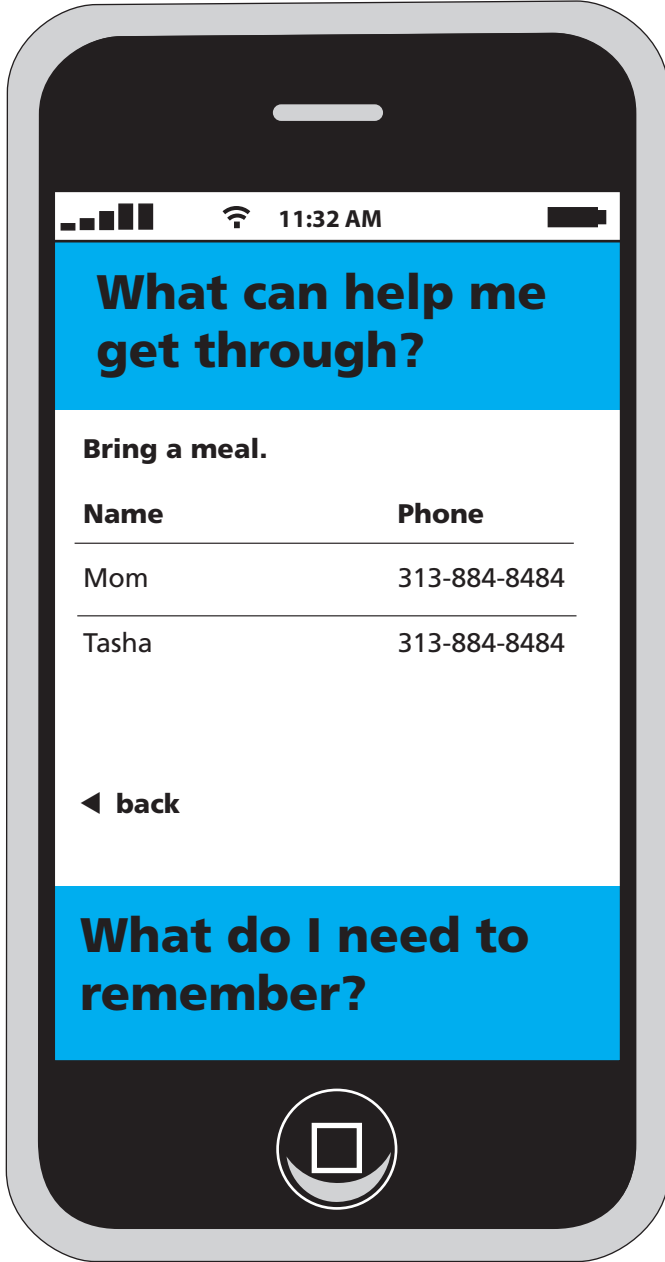 11:32 AM
What can help me
get through?
Bring a meal.
Name Phone
Mom 313-884-8484
Tasha 313-884-8484
back
What do I need to
remember?